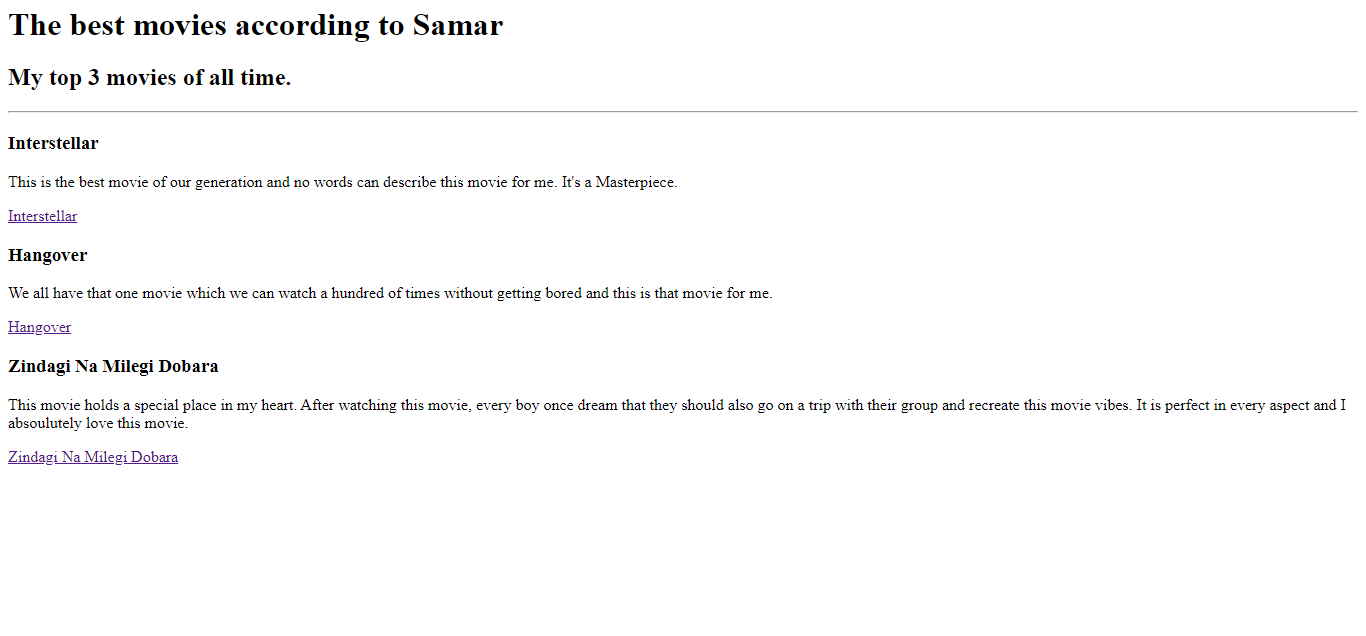 The best movies according to Samar
My top 3 movies of all time.
Interstellar
This is the best movie of our generation and no words can describe this movie for me. It's a Masterpiece.
Interstellar
Hangover
We all have that one movie which we can watch a hundred of times without getting bored and this is that movie for me.
Hangover
Zindagi Na Milegi Dobara
This movie holds a special place in my heart. After watching this movie, every boy once dream that they should also go on a trip with their group and recreate this movie vibes. It is perfect in every aspect and I
absoulutely love this movie.
Zindagi Na Milegi Dobara